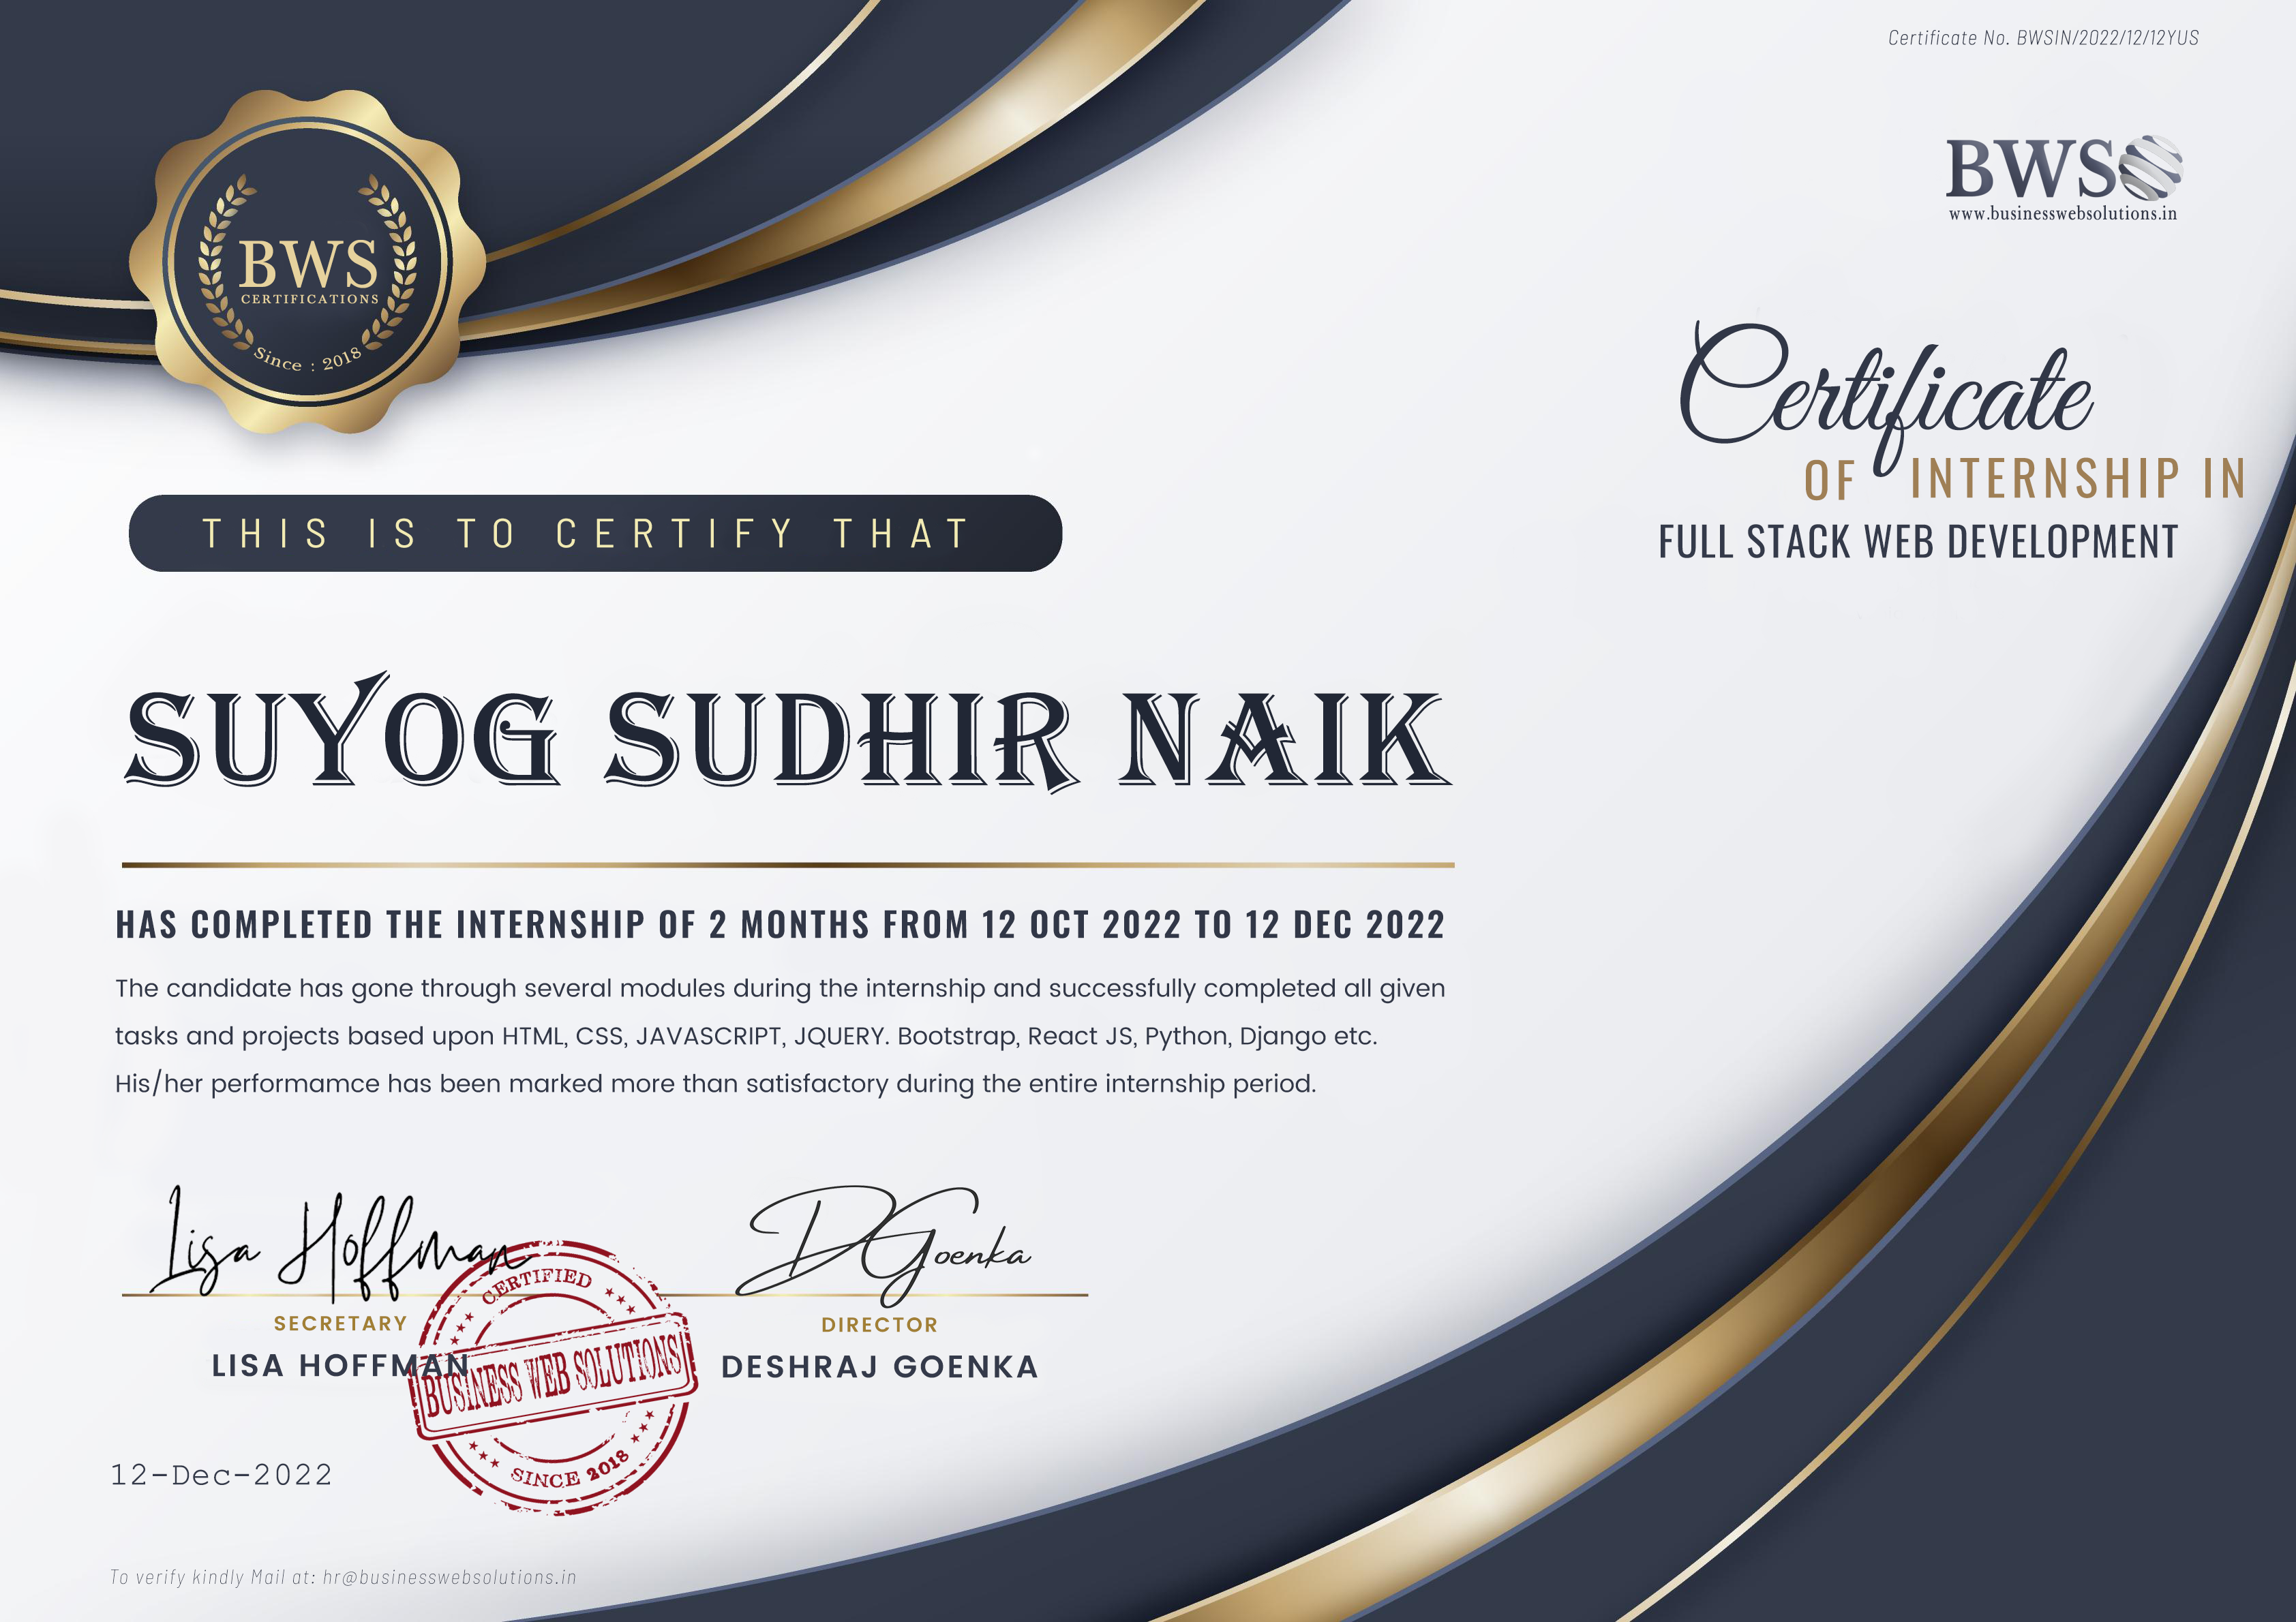 Certificate No. BWSIN/2022/12/12YUS
BWS
www.businesswebsolutions.in
BWS
CERTIFICATIONS
Since : 2018
Certificate
OF INTERNSHIP IN
FULL STACK WEB DEVELOPMENT
THIS IS TO CERTIFY THAT
SUYOG SUDHIR NAIK
HAS COMPLETED THE INTERNSHIP OF 2 MONTHS FROM 12 OCT 2022 TO 12 DEC 2022
The candidate has gone through several modules during the internship and successfully completed all given
tasks and projects based upon HTML, CSS, JAVASCRIPT, JQUERY. Bootstrap, React JS, Python, Django etc.
His/her performamce has been marked more than satisfactory during the entire internship period.
Lisa Hoffman
SECRETARY
LISA HOFFMAN
DGoenka
DIRECTOR
DESHRAJ GOENKA
CERTIFIED
BUSINESS WEB SOLUTIONS
SINCE 2018
12-Dec-2022
To verify kindly Mail at: hr@businesswebsolutions.in